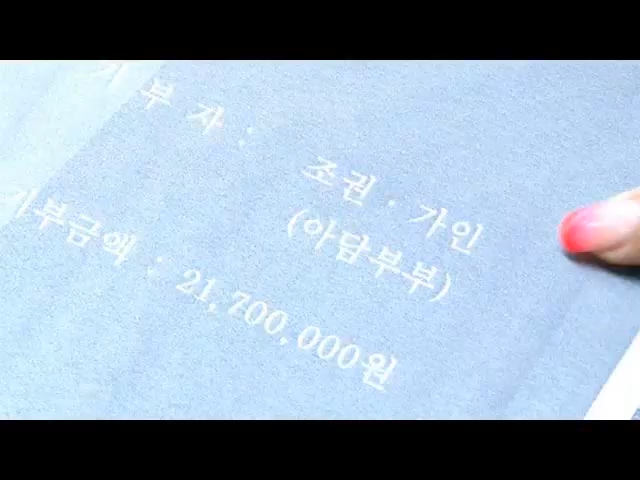 기부자 :
조권 . 가인
(아담부부)
기부금액 : 21,700,000원